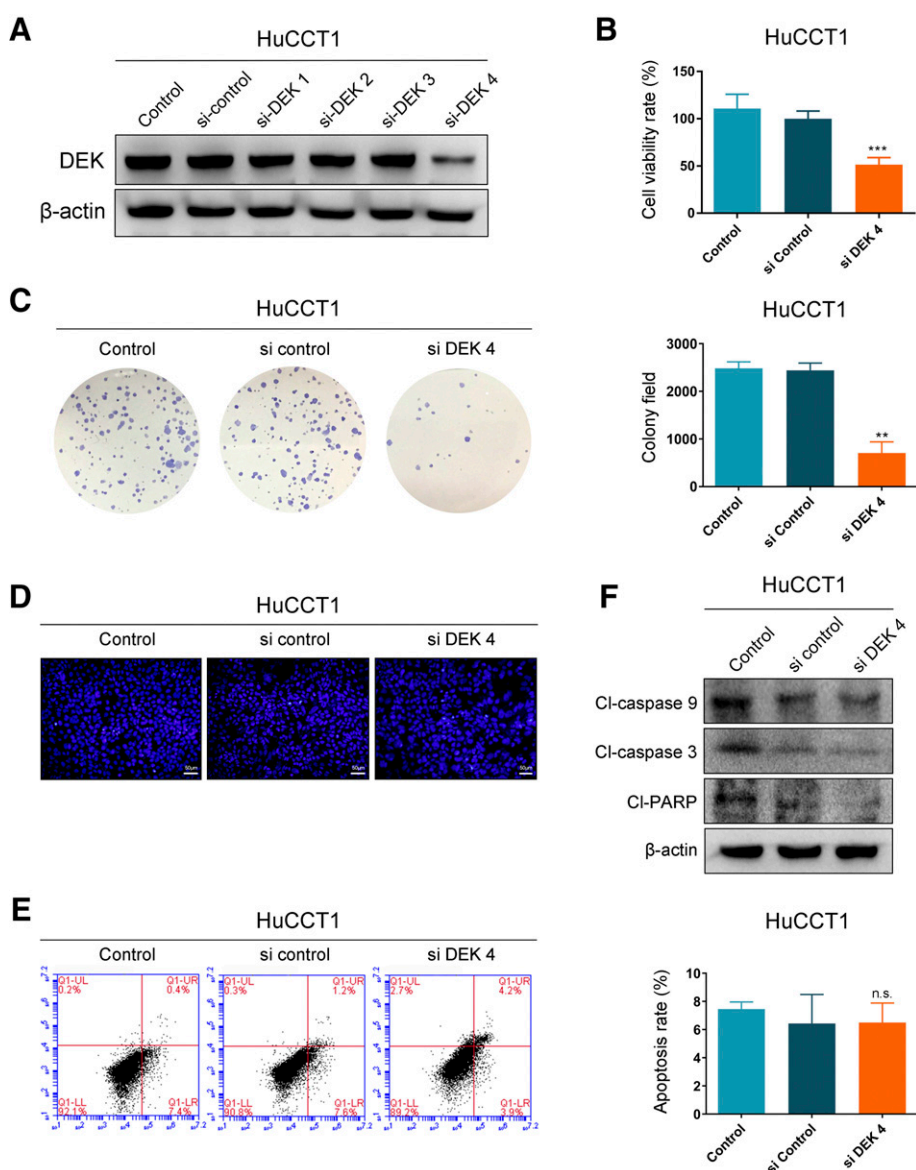 A
HuCCT1
Control si-control si-DEK 1 si-DEK 2 si-DEK 3 si-DEK 4
DEK
β-actin
B
HuCCT1
Cell viability rate (%)
150
100
50
0
***
Control si Control si DEK 4
C
HuCCT1
Control si control si DEK 4
HuCCT1
Colony field
3000
2000
1000
0
**
Control si Control si DEK 4
D
HuCCT1
Control si control si DEK 4
50μm 50μm 50μm
F
HuCCT1
Control si control si DEK 4
Cl-caspase 9
Cl-caspase 3
Cl-PARP
β-actin
E
HuCCT1
Control si control si DEK 4
Q1-UL Q1-UR
0.2% 0.4%
Q1-LL Q1-LR
92.1% 7.4%
Q1-UL Q1-UR
0.3% 1.2%
Q1-LL Q1-LR
90.8% 7.6%
Q1-UL Q1-UR
2.7% 4.2%
Q1-LL Q1-LR
89.2% 3.9%
HuCCT1
Apoptosis rate (%)
10
8
6
4
2
0
n.s.
Control si Control si DEK 4